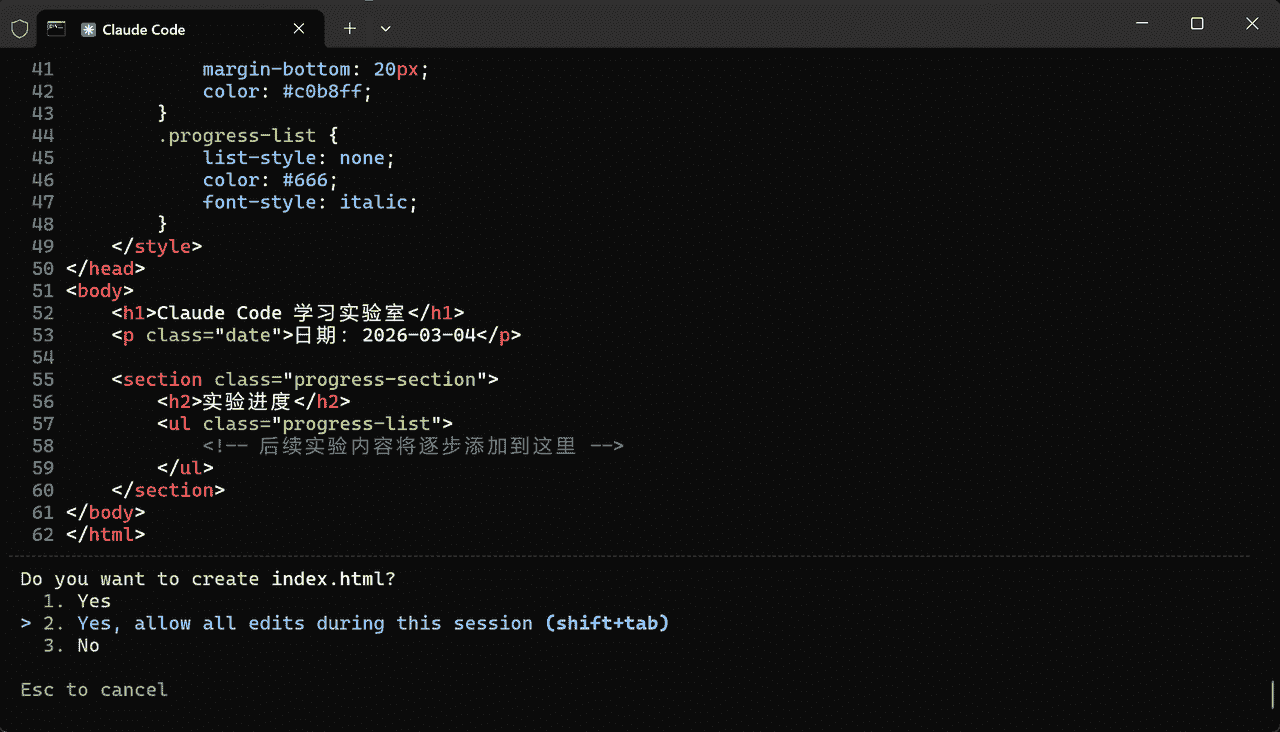 Claude Code
41 margin-bottom: 20px;
42 color: #c0b8ff;
43 }
44 .progress-list {
45 list-style: none;
46 color: #666;
47 font-style: italic;
48 }
49 </style>
50 </head>
51 <body>
52 <h1>Claude Code 学习实验室</h1>
53 <p class="date">日期: 2026-03-04</p>
54
55 <section class="progress-section">
56 <h2>实验进度</h2>
57 <ul class="progress-list">
58 <!-- 后续实验内容将逐步添加到这里 -->
59 </ul>
60 </section>
61 </body>
62 </html>
Do you want to create index.html?
1. Yes
> 2. Yes, allow all edits during this session (shift+tab)
3. No
Esc to cancel